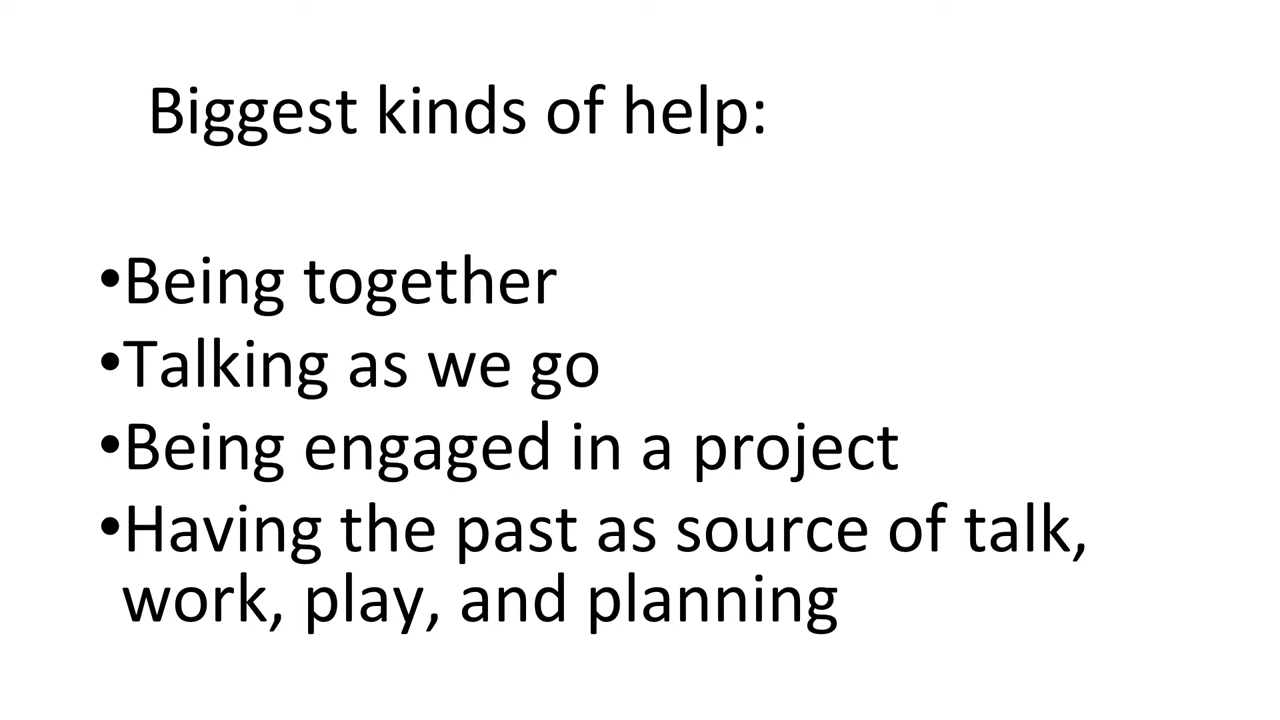 Biggest kinds of help:
•Being together
•Talking as we go
•Being engaged in a project
•Having the past as source of talk,
work, play, and planning